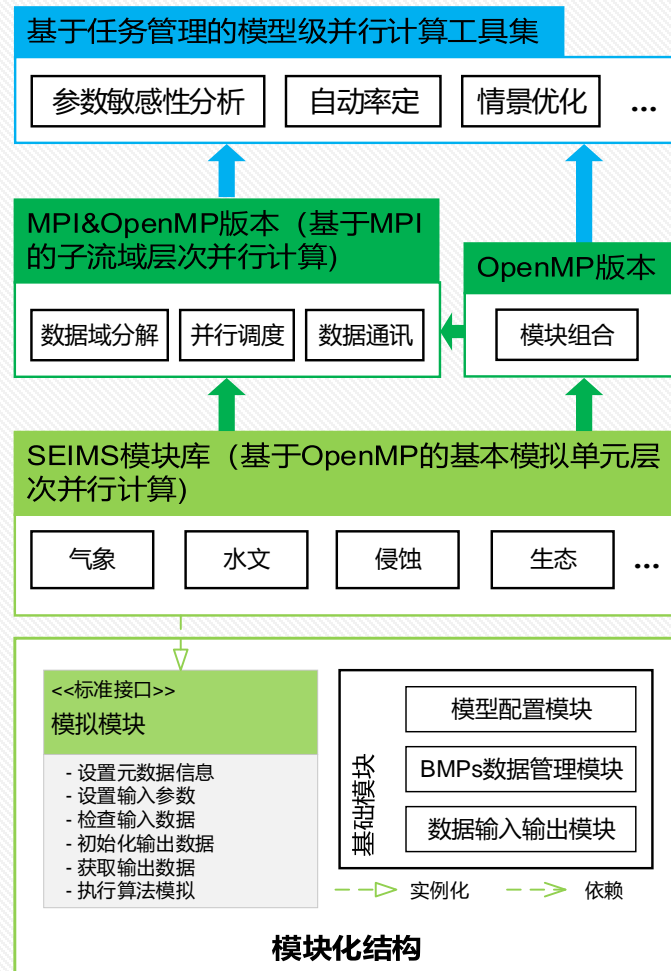 基于任务管理的模型级并行计算工具集
参数敏感性分析
自动率定
情景优化
...
MPI&OpenMP版本（基于MPI
的子流域层次并行计算)
数据域分解
并行调度
数据通讯
OpenMP版本
模块组合
SEIMS模块库（基于OpenMP的基本模拟单元层
次并行计算)
气象
水文
侵蚀
生态
...
<<标准接口>>
模拟模块
- 设置元数据信息
- 设置输入参数
- 检查输入数据
- 初始化输出数据
- 获取输出数据
- 执行算法模拟
基础模块
模型配置模块
BMPs数据管理模块
数据输入输出模块
实例化
依赖
模块化结构